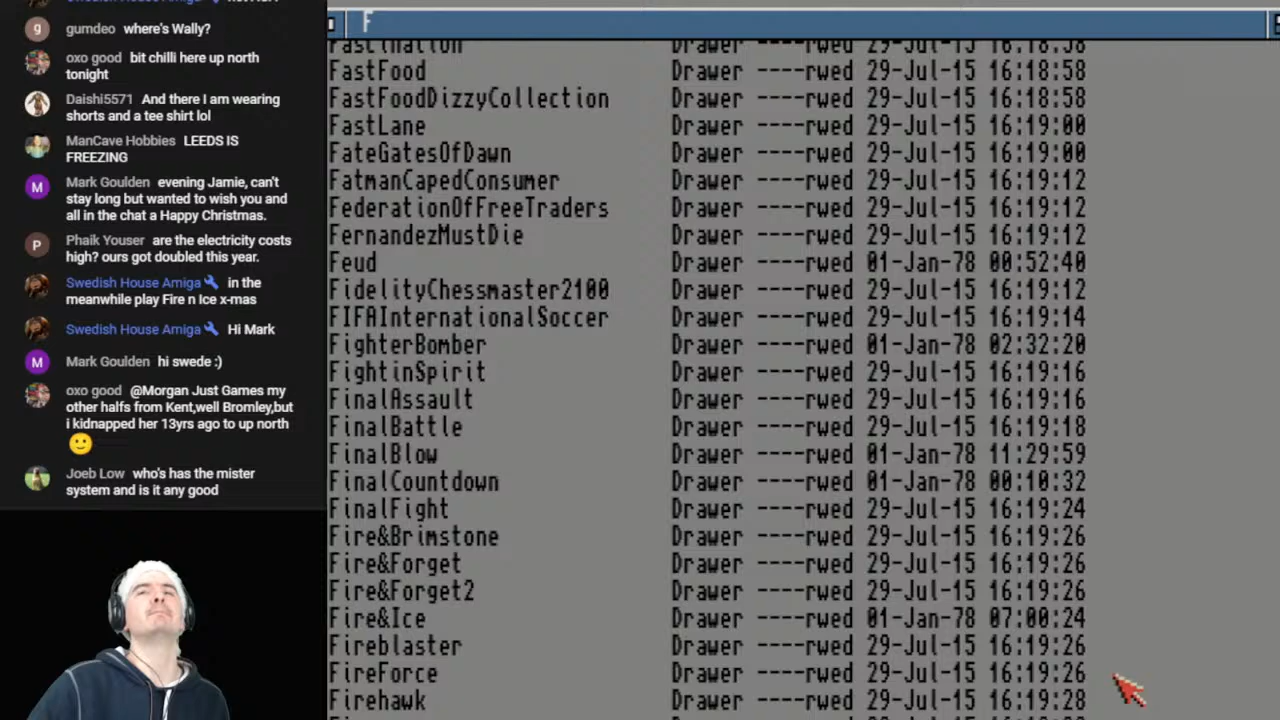 gumdeo where's Wally?
oxo good bit chilli here up north
tonight
Daishi5571 And there I am wearing
shorts and a tee shirt lol
ManCave Hobbies LEEDS IS
FREEZING
M Mark Goulden evening Jamie, can't
stay long but wanted to wish you and
all in the chat a Happy Christmas.
P Phaik Youser are the electricity costs
high? ours got doubled this year.
Swedish House Amiga in the
meanwhile play Fire n Ice x-mas
Swedish House Amiga Hi Mark
M Mark Goulden hi swede :)
oxo good @Morgan Just Games my
other halfs from Kent,well Bromley,but
i kidnapped her 13yrs ago to up north
Joeb Low who's has the mister
system and is it any good
F
Fascination Drawer ----rwed 29-Jul-15 16:18:58
FastFood Drawer ----rwed 29-Jul-15 16:18:58
FastFoodDizzyCollection Drawer ----rwed 29-Jul-15 16:18:58
FastLane Drawer ----rwed 29-Jul-15 16:19:00
FateGatesOfDawn Drawer ----rwed 29-Jul-15 16:19:00
FatmanCapedConsumer Drawer ----rwed 29-Jul-15 16:19:12
FederationOfFreeTraders Drawer ----rwed 29-Jul-15 16:19:12
FernandezMustDie Drawer ----rwed 29-Jul-15 16:19:12
Feud Drawer ----rwed 01-Jan-78 00:52:40
FidelityChessmaster2100 Drawer ----rwed 29-Jul-15 16:19:12
FIFAInternationalSoccer Drawer ----rwed 29-Jul-15 16:19:14
FighterBomber Drawer ----rwed 01-Jan-78 02:32:20
FightinSpirit Drawer ----rwed 29-Jul-15 16:19:16
FinalAssault Drawer ----rwed 29-Jul-15 16:19:16
FinalBattle Drawer ----rwed 29-Jul-15 16:19:18
FinalBlow Drawer ----rwed 01-Jan-78 11:29:59
FinalCountdown Drawer ----rwed 01-Jan-78 00:10:32
FinalFight Drawer ----rwed 29-Jul-15 16:19:24
Fire&Brimstone Drawer ----rwed 29-Jul-15 16:19:26
Fire&Forget Drawer ----rwed 29-Jul-15 16:19:26
Fire&Forget2 Drawer ----rwed 29-Jul-15 16:19:26
Fire&Ice Drawer ----rwed 01-Jan-78 07:00:24
Fireblaster Drawer ----rwed 29-Jul-15 16:19:26
FireForce Drawer ----rwed 29-Jul-15 16:19:26
Firehawk Drawer ----rwed 29-Jul-15 16:19:28